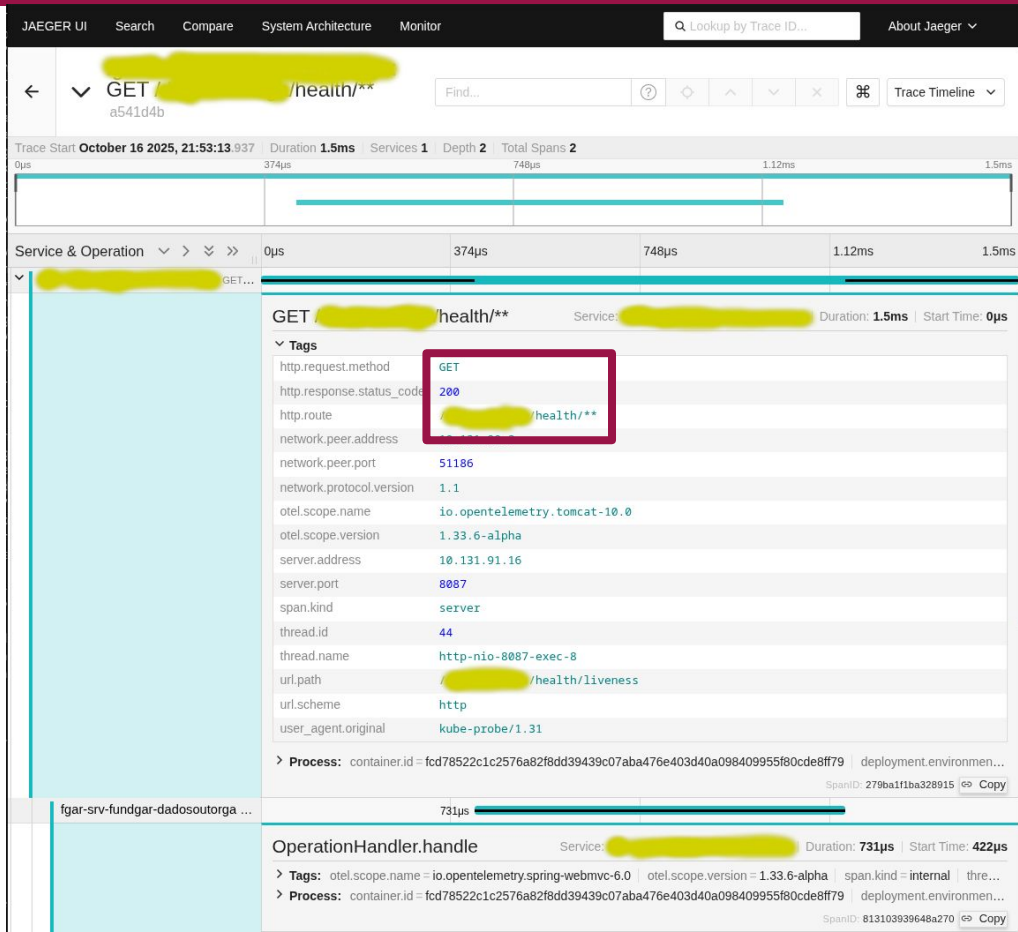 JAEGER UI Search Compare System Architecture Monitor Lookup by Trace ID... About Jaeger
GET / /health/** Find... ? ⌘ Trace Timeline
a541d4b
Trace Start October 16 2025, 21:53:13.937 Duration 1.5ms Services 1 Depth 2 Total Spans 2
0µs 374µs 748µs 1.12ms 1.5ms
Service & Operation 0µs 374µs 748µs 1.12ms 1.5ms
GET...
GET / /health/** Service: Duration: 1.5ms Start Time: 0µs
Tags
http.request.method GET
http.response.status_code 200
http.route / /health/**
network.peer.address
network.peer.port 51186
network.protocol.version 1.1
otel.scope.name io.opentelemetry.tomcat-10.0
otel.scope.version 1.33.6-alpha
server.address 10.131.91.16
server.port 8087
span.kind server
thread.id 44
thread.name http-nio-8087-exec-8
url.path / /health/liveness
url.scheme http
user_agent.original kube-probe/1.31
Process: container.id = fcd78522c1c2576a82f8dd39439c07aba476e403d40a098409955f80cde8ff79 deployment.environmen...
SpanID: 279ba1f1ba328915 Copy
fgar-srv-fundgar-dadosoutorga ... 731µs
OperationHandler.handle Service: Duration: 731µs Start Time: 422µs
Tags: otel.scope.name = io.opentelemetry.spring-webmvc-6.0 otel.scope.version = 1.33.6-alpha span.kind = internal thre...
Process: container.id = fcd78522c1c2576a82f8dd39439c07aba476e403d40a098409955f80cde8ff79 deployment.environmen...
SpanID: 813103939648a270 Copy